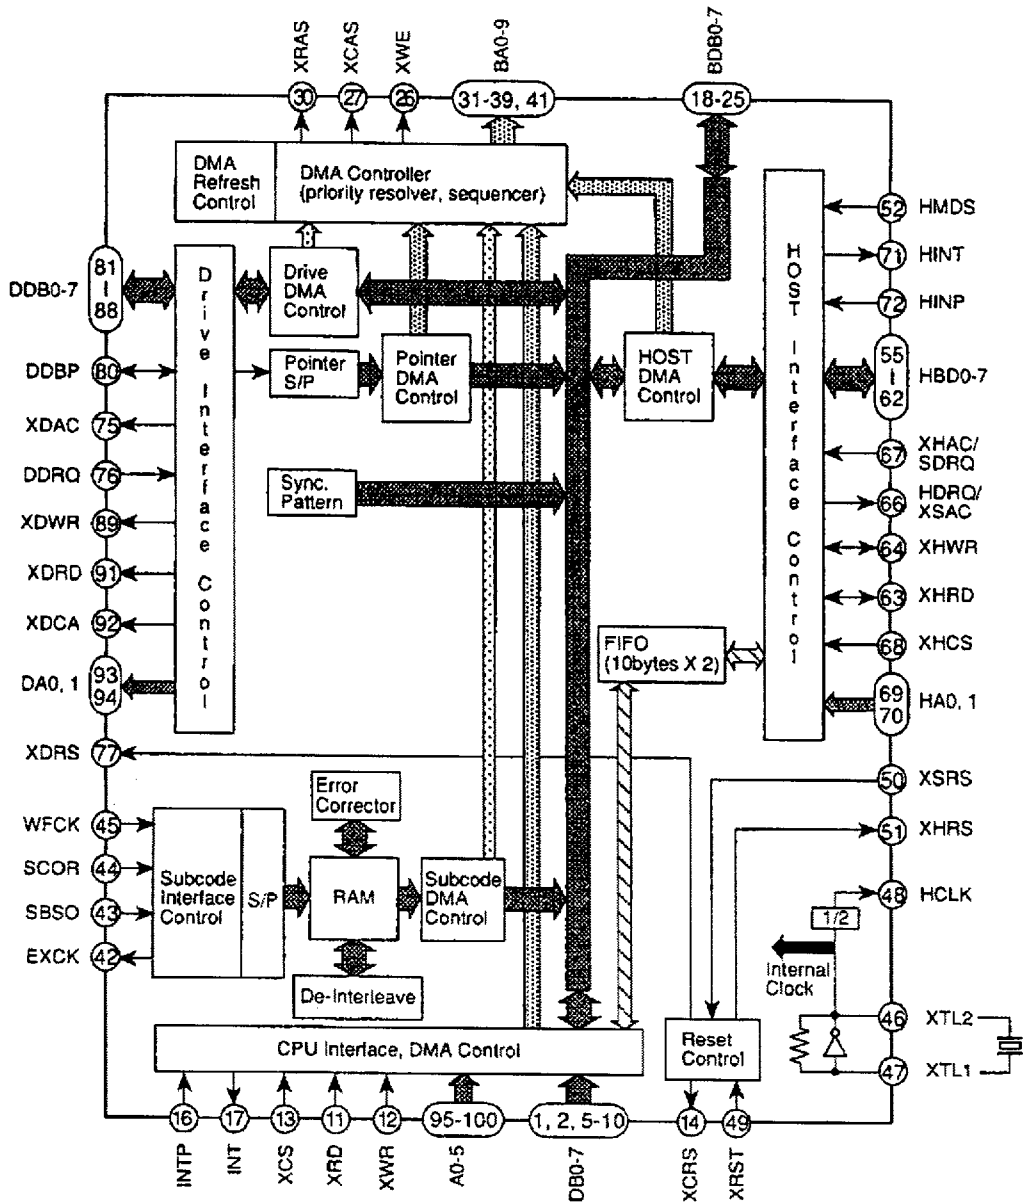 XRAS
XCAS
XWE
BA0-9
BDB0-7
30
27
26
31-39, 41
18-25
DMA
Refresh
Control
DMA Controller
(priority resolver, sequencer)
DDB0-7
81
88
DDBP
80
XDAC
75
DDRQ
76
XDWR
89
XDRD
91
XDCA
92
DA0, 1
93
94
XDRS
77
Drive Interface Control
Drive
DMA
Control
Pointer
S/P
Pointer
DMA
Control
Sync.
Pattern
HOST
DMA
Control
HOST Interface Control
FIFO
(10bytes X 2)
52
HMDS
71
HINT
72
HINP
55
62
HBD0-7
67
XHAC/
SDRQ
66
HDRQ/
XSAC
64
XHWR
63
XHRD
68
XHCS
69
70
HA0, 1
50
XSRS
51
XHRS
48
HCLK
1/2
Internal
Clock
46
XTL2
47
XTL1
WFCK
45
SCOR
44
SBSO
43
EXCK
42
Subcode
Interface
Control
S/P
Error
Corrector
RAM
De-Interleave
Subcode
DMA
Control
CPU Interface, DMA Control
Reset
Control
16
17
13
11
12
95-100
1, 2, 5-10
14
49
INTP
INT
XCS
XRD
XWR
A0-5
DB0-7
XCRS
XRST